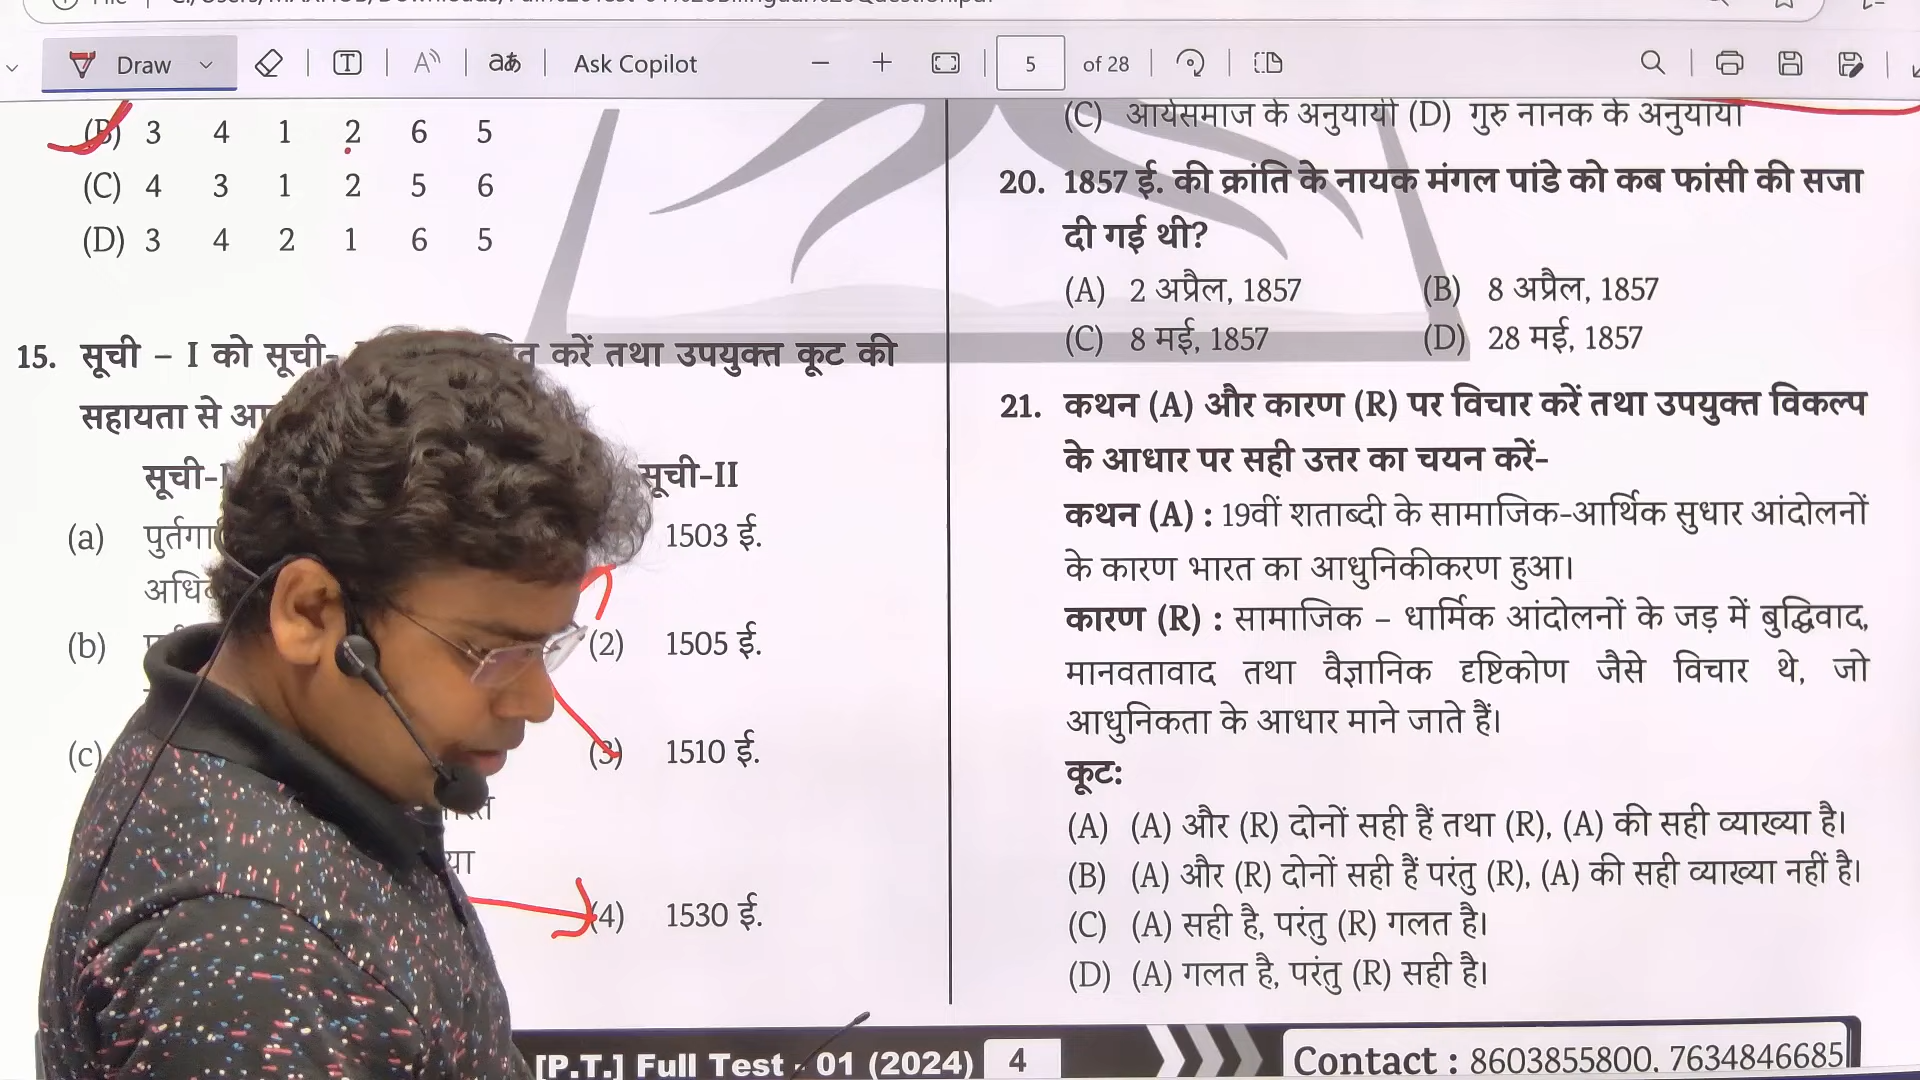 Draw
aあ
Ask Copilot
5 of 28
(B) 3 4 1 2 6 5
(C) 4 3 1 2 5 6
(D) 3 4 2 1 6 5
15. सूची – I को सूची- करें तथा उपयुक्त कूट की
सहायता से
सूची- सूची-II
(a) 1503 ई.
(b) (2) 1505 ई.
(c) (3) 1510 ई.
(4) 1530 ई.
(C) आर्यसमाज के अनुयायी (D) गुरु नानक के अनुयायी
20. 1857 ई. की क्रांति के नायक मंगल पांडे को कब फांसी की सजा
दी गई थी?
(A) 2 अप्रैल, 1857 (B) 8 अप्रैल, 1857
(C) 8 मई, 1857 (D) 28 मई, 1857
21. कथन (A) और कारण (R) पर विचार करें तथा उपयुक्त विकल्प
के आधार पर सही उत्तर का चयन करें-
कथन (A) : 19वीं शताब्दी के सामाजिक-आर्थिक सुधार आंदोलनों
के कारण भारत का आधुनिकीकरण हुआ।
कारण (R) : सामाजिक – धार्मिक आंदोलनों के जड़ में बुद्धिवाद,
मानवतावाद तथा वैज्ञानिक दृष्टिकोण जैसे विचार थे, जो
आधुनिकता के आधार माने जाते हैं।
कूट:
(A) (A) और (R) दोनों सही हैं तथा (R), (A) की सही व्याख्या है।
(B) (A) और (R) दोनों सही हैं परंतु (R), (A) की सही व्याख्या नहीं है।
(C) (A) सही है, परंतु (R) गलत है।
(D) (A) गलत है, परंतु (R) सही है।
[P.T.] Full Test - 01 (2024) 4
Contact : 8603855800, 7634846685